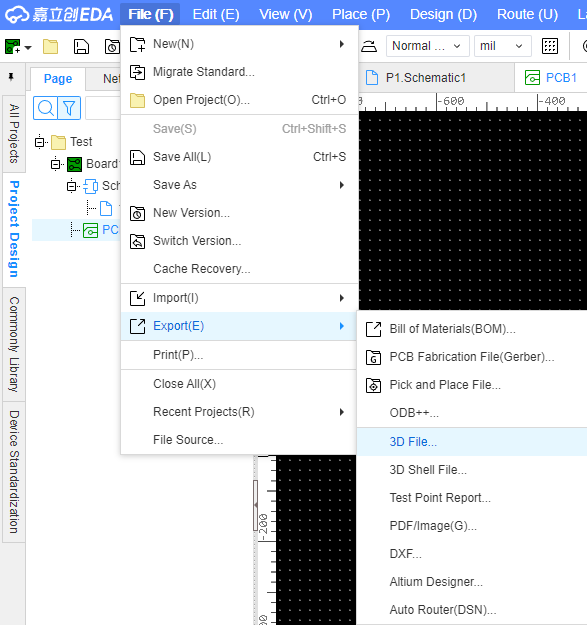 嘉立创EDA File (F) Edit (E) View (V) Place (P) Design (D) Route (U)
Normal ... mil
Page Net P1.Schematic1 PCB1
All Projects
Project Design
Commonly Library
Device Standardization
Test
Board
Sch
PC
New(N)
Migrate Standard...
Open Project(O)... Ctrl+O
Save(S) Ctrl+Shift+S
Save All(L) Ctrl+S
Save As
New Version...
Switch Version...
Cache Recovery...
Import(I)
Export(E)
Print(P)...
Close All(X)
Recent Projects(R)
File Source...
Bill of Materials(BOM)...
PCB Fabrication File(Gerber)...
Pick and Place File...
ODB++...
3D File...
3D Shell File...
Test Point Report...
PDF/Image(G)...
DXF...
Altium Designer...
Auto Router(DSN)...
-600 -400
-200